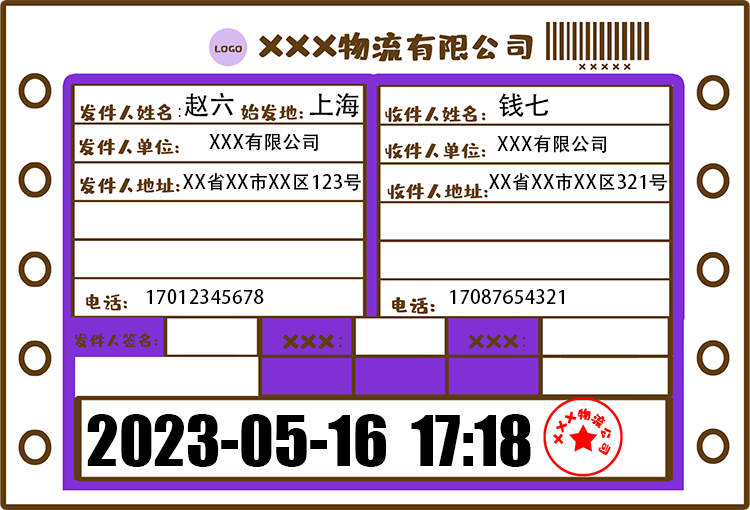 LOGO XXX物流有限公司
×××××
发件人姓名:赵六 始发地:上海
发件人单位: XXX有限公司
发件人地址:XX省XX市XX区123号
电话: 17012345678
收件人姓名: 钱七
收件人单位: XXX有限公司
收件人地址:XX省XX市XX区321号
电话: 17087654321
发件人签名: XXX: XXX:
2023-05-16 17:18
XXX物流公司